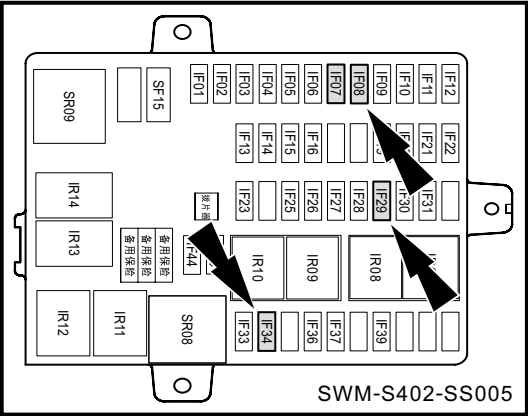 SR09
SF15
IF01
IF02
IF03
IF04
IF05
IF06
IF07
IF08
IF09
IF10
IF11
IF12
IF13
IF14
IF15
IF16
IF21
IF22
IR14
拔片器
IF23
IF25
IF26
IF27
IF28
IF29
IF30
IF31
IR13
备用保险
备用保险
备用保险
IF44
IR10
IR09
IR08
IR12
IR11
SR08
IF33
IF34
IF36
IF37
IF39
SWM-S402-SS005